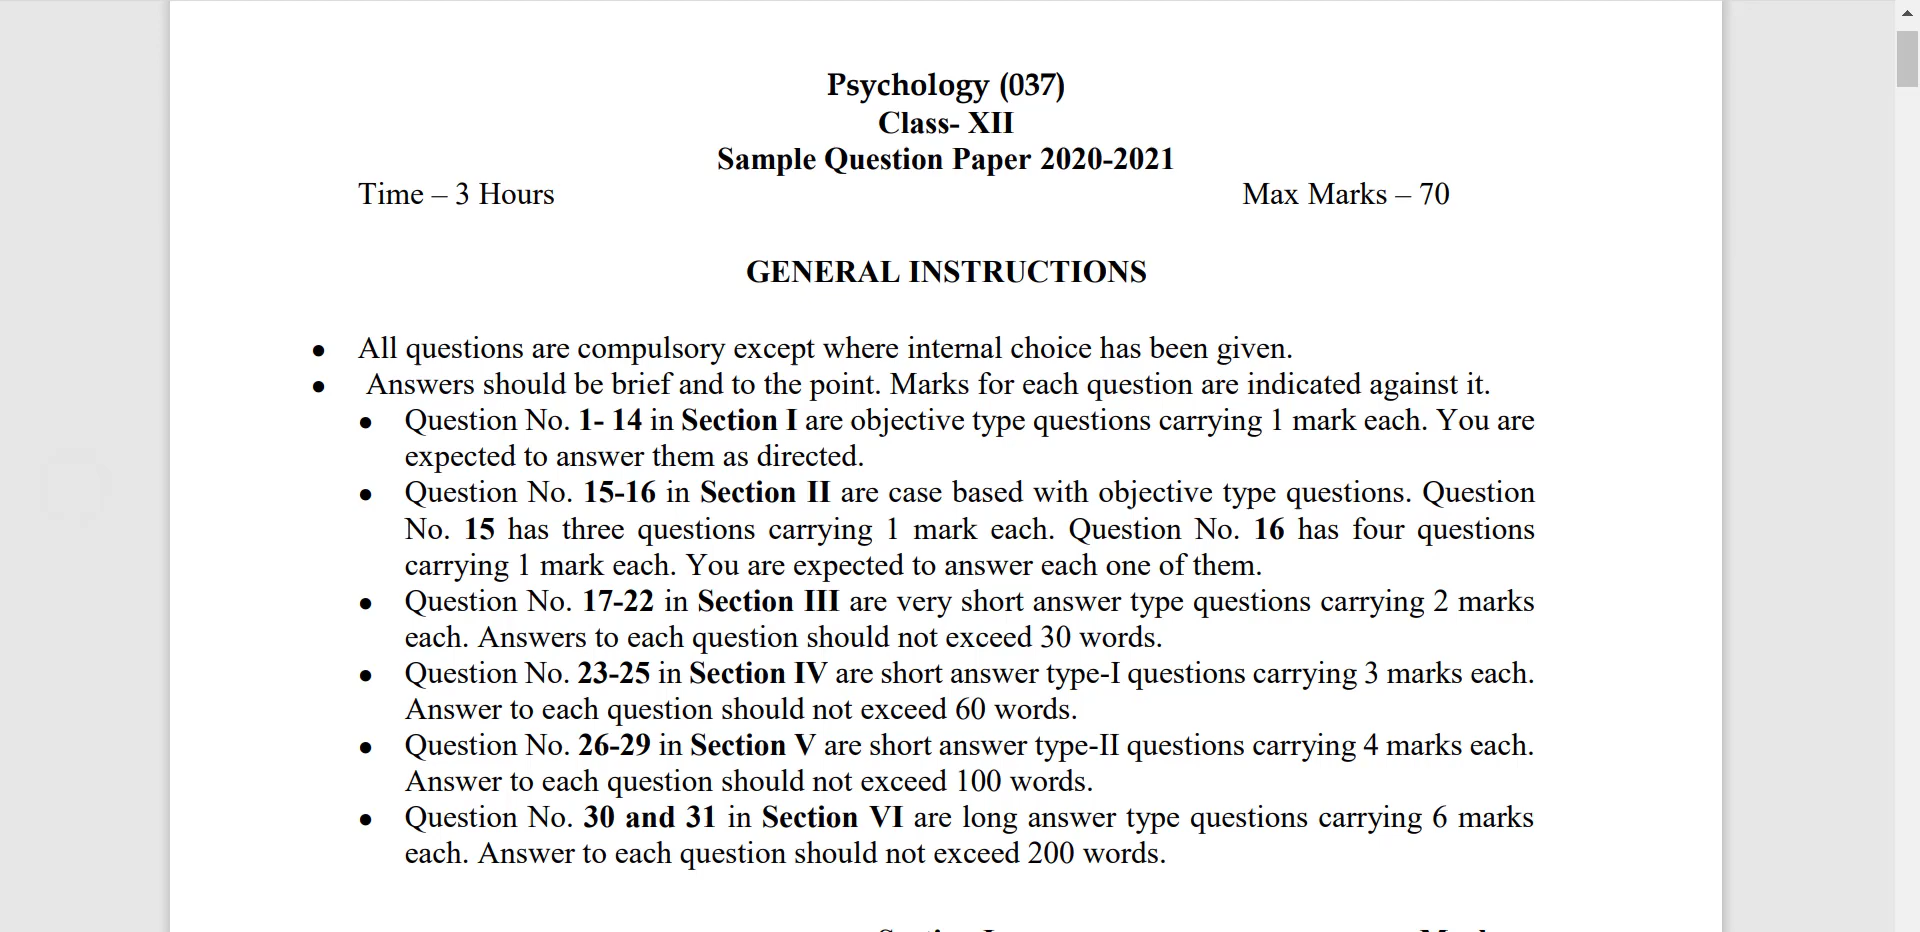 Psychology (037)
Class- XII
Sample Question Paper 2020-2021
Time – 3 Hours Max Marks – 70
GENERAL INSTRUCTIONS
● All questions are compulsory except where internal choice has been given.
● Answers should be brief and to the point. Marks for each question are indicated against it.
● Question No. 1- 14 in Section I are objective type questions carrying 1 mark each. You are
expected to answer them as directed.
● Question No. 15-16 in Section II are case based with objective type questions. Question
No. 15 has three questions carrying 1 mark each. Question No. 16 has four questions
carrying 1 mark each. You are expected to answer each one of them.
● Question No. 17-22 in Section III are very short answer type questions carrying 2 marks
each. Answers to each question should not exceed 30 words.
● Question No. 23-25 in Section IV are short answer type-I questions carrying 3 marks each.
Answer to each question should not exceed 60 words.
● Question No. 26-29 in Section V are short answer type-II questions carrying 4 marks each.
Answer to each question should not exceed 100 words.
● Question No. 30 and 31 in Section VI are long answer type questions carrying 6 marks
each. Answer to each question should not exceed 200 words.